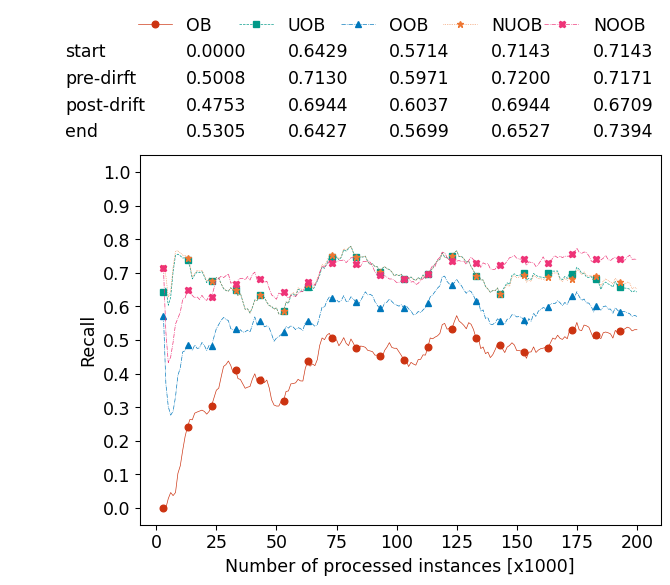 OB UOB OOB NUOB NOOB
start 0.0000 0.6429 0.5714 0.7143 0.7143
pre-dirft 0.5008 0.7130 0.5971 0.7200 0.7171
post-drift 0.4753 0.6944 0.6037 0.6944 0.6709
end 0.5305 0.6427 0.5699 0.6527 0.7394
1.0
0.9
0.8
0.7
0.6
0.5
0.4
0.3
0.2
0.1
0.0
Recall
0 25 50 75 100 125 150 175 200
Number of processed instances [x1000]